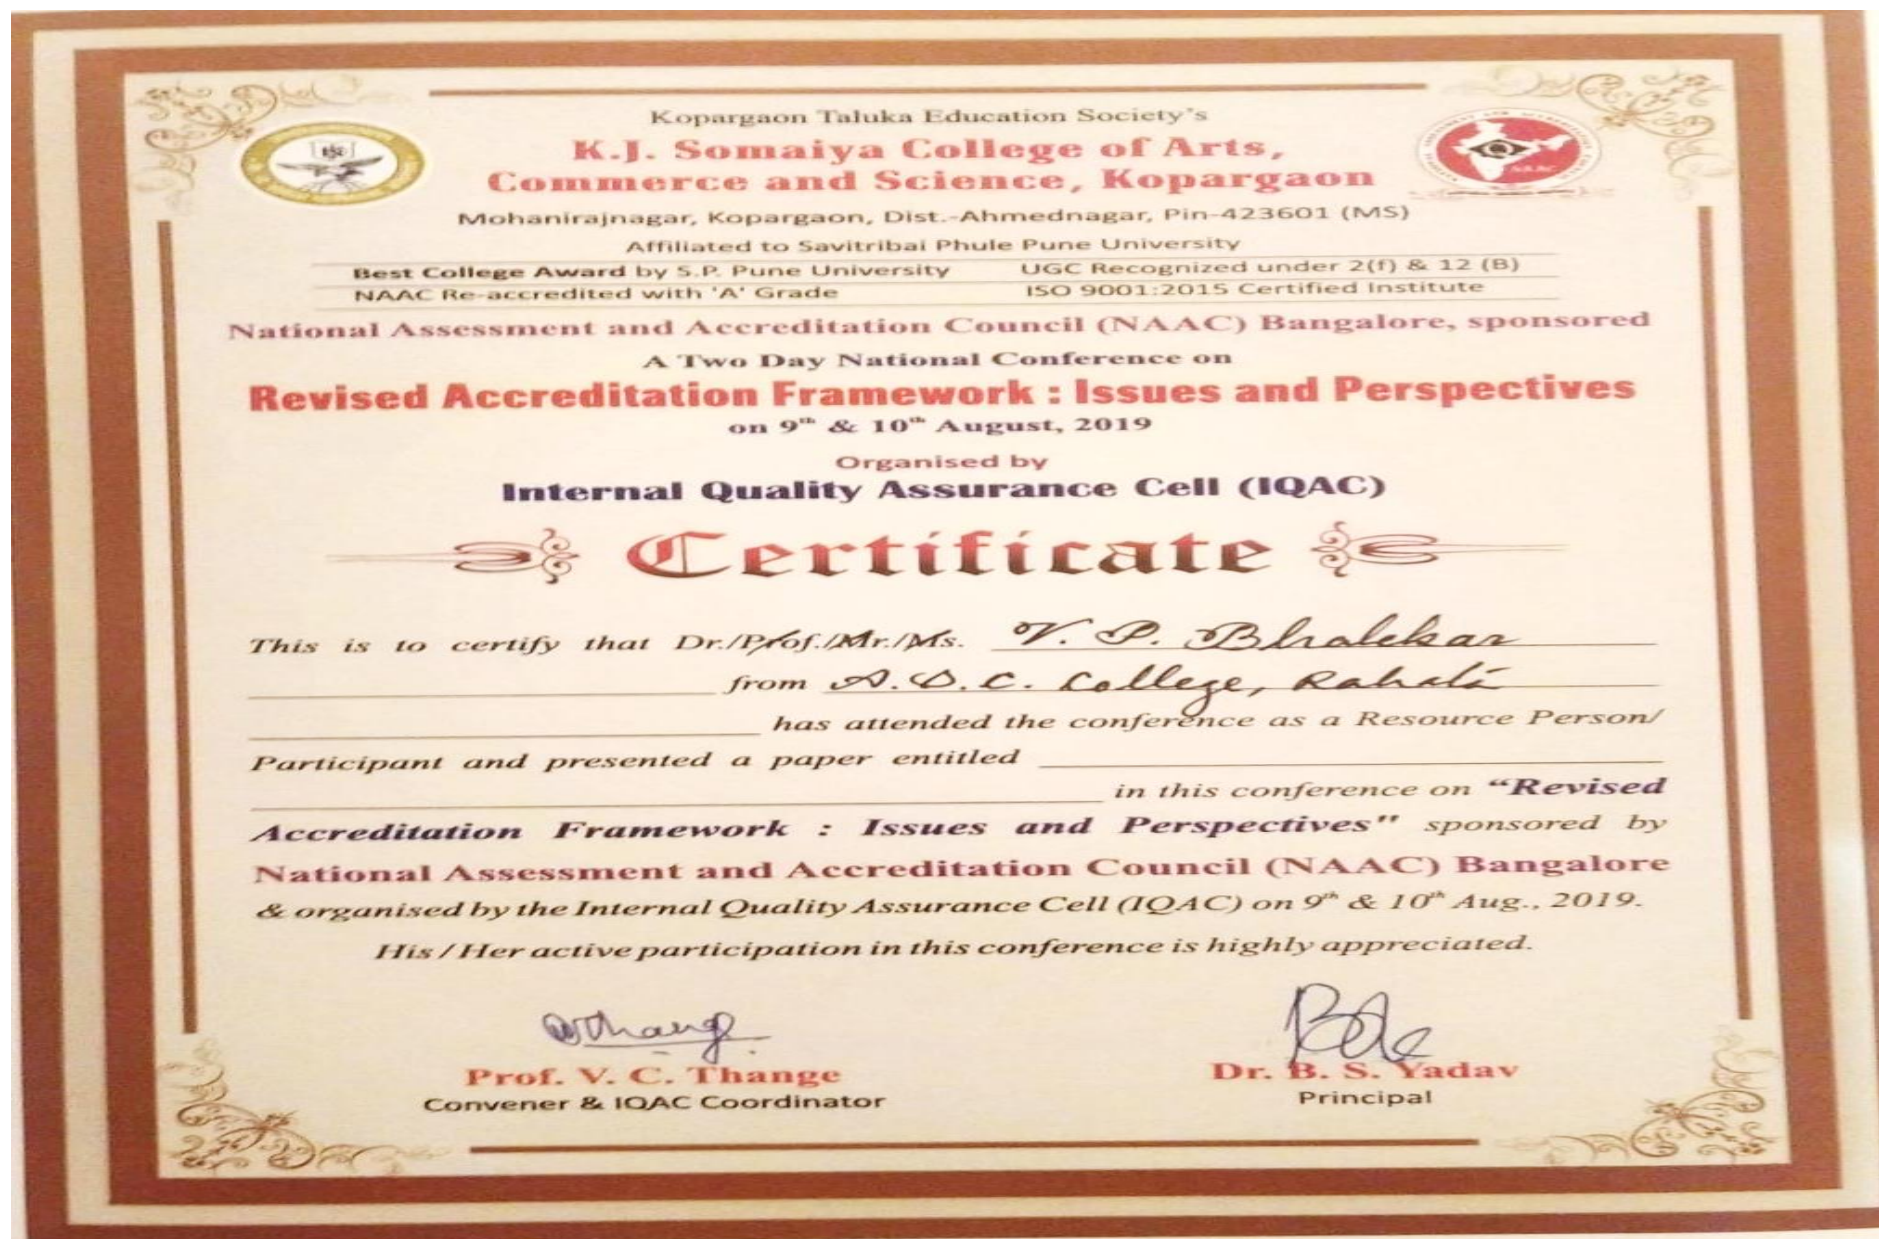 Kopargaon Taluka Education Society's
K.J. Somaiya College of Arts,
Commerce and Science, Kopargaon
Mohanirajnagar, Kopargaon, Dist.-Ahmednagar, Pin-423601 (MS)
Affiliated to Savitribai Phule Pune University
Best College Award by S.P. Pune University UGC Recognized under 2(f) & 12 (B)
NAAC Re-accredited with 'A' Grade ISO 9001:2015 Certified Institute
National Assessment and Accreditation Council (NAAC) Bangalore, sponsored
A Two Day National Conference on
Revised Accreditation Framework : Issues and Perspectives
on 9th & 10th August, 2019
Organised by
Internal Quality Assurance Cell (IQAC)
Certificate
This is to certify that Dr./Prof./Mr./Ms. V. P. Bhalekar
from A.D.C. College, Rahata
has attended the conference as a Resource Person/
Participant and presented a paper entitled
in this conference on “Revised
Accreditation Framework : Issues and Perspectives" sponsored by
National Assessment and Accreditation Council (NAAC) Bangalore
& organised by the Internal Quality Assurance Cell (IQAC) on 9th & 10th Aug., 2019.
His / Her active participation in this conference is highly appreciated.
Prof. V. C. Thange
Convener & IQAC Coordinator
Dr. B. S. Yadav
Principal